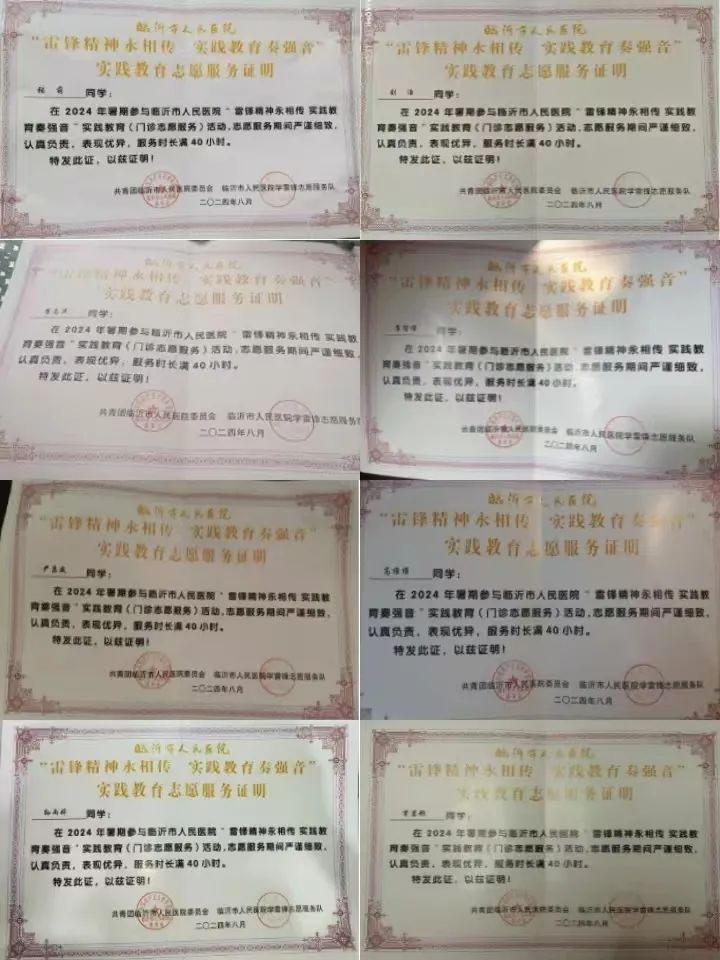 临沂市人民医院
“雷锋精神永相传 实践教育奏强音”
实践教育志愿服务证明
同学：
在 2024 年暑期参与临沂市人民医院“雷锋精神永相传 实践教
育奏强音”实践教育（门诊志愿服务）活动，志愿服务期间严谨细致，
认真负责，表现优异，服务时长满 40 小时。
特发此证，以兹证明！
共青团临沂市人民医院委员会 临沂市人民医院学雷锋志愿服务队
二〇二四年八月
临沂市人民医院
“雷锋精神永相传 实践教育奏强音”
实践教育志愿服务证明
同学：
在 2024 年暑期参与临沂市人民医院“雷锋精神永相传 实践教
育奏强音”实践教育（门诊志愿服务）活动，志愿服务期间严谨细致，
认真负责，表现优异，服务时长满 40 小时。
特发此证，以兹证明！
共青团临沂市人民医院委员会 临沂市人民医院学雷锋志愿服务队
二〇二四年八月
临沂市人民医院
“雷锋精神永相传 实践教育奏强音”
实践教育志愿服务证明
同学：
在 2024 年暑期参与临沂市人民医院“雷锋精神永相传 实践教
育奏强音”实践教育（门诊志愿服务）活动，志愿服务期间严谨细致，
认真负责，表现优异，服务时长满 40 小时。
特发此证，以兹证明！
共青团临沂市人民医院委员会 临沂市人民医院学雷锋志愿服务
二〇二四年八月
临沂市人民医院
“雷锋精神永相传 实践教育奏强音”
实践教育志愿服务证明
同学：
在 2024 年暑期参与临沂市人民医院“雷锋精神永相传 实践教
育奏强音”实践教育（门诊志愿服务）活动，志愿服务期间严谨细致，
认真负责，表现优异，服务时长满 40 小时。
特发此证，以兹证明！
共青团临沂市人民医院委员会 临沂市人民医院学雷锋志愿服务队
二〇二四年八月
临沂市人民医院
“雷锋精神永相传 实践教育奏强音”
实践教育志愿服务证明
同学：
在 2024 年暑期参与临沂市人民医院“雷锋精神永相传 实践教
育奏强音”实践教育（门诊志愿服务）活动，志愿服务期间严谨细致，
认真负责，表现优异，服务时长满 40 小时。
特发此证，以兹证明！
共青团临沂市人民医院委员会 临沂市人民医院学雷锋志愿服务队
二〇二四年八月
临沂市人民医院
“雷锋精神永相传 实践教育奏强音”
实践教育志愿服务证明
同学：
在 2024 年暑期参与临沂市人民医院“雷锋精神永相传 实践教
育奏强音”实践教育（门诊志愿服务）活动，志愿服务期间严谨细致，
认真负责，表现优异，服务时长满 40 小时。
特发此证，以兹证明！
共青团临沂市人民医院委员会 临沂市人民医院学雷锋志愿服务队
二〇二四年八月
临沂市人民医院
“雷锋精神永相传 实践教育奏强音”
实践教育志愿服务证明
同学：
在 2024 年暑期参与临沂市人民医院“雷锋精神永相传 实践教
育奏强音”实践教育（门诊志愿服务）活动，志愿服务期间严谨细致，
认真负责，表现优异，服务时长满 40 小时。
特发此证，以兹证明！
共青团临沂市人民医院委员会 临沂市人民医院学雷锋志愿服务队
二〇二四年八月
临沂市人民医院
“雷锋精神永相传 实践教育奏强音”
实践教育志愿服务证明
同学：
在 2024 年暑期参与临沂市人民医院“雷锋精神永相传 实践教
育奏强音”实践教育（门诊志愿服务）活动，志愿服务期间严谨细致，
认真负责，表现优异，服务时长满 40 小时。
特发此证，以兹证明！
共青团临沂市人民医院委员会 临沂市人民医院学雷锋志愿服务队
二〇二四年八月